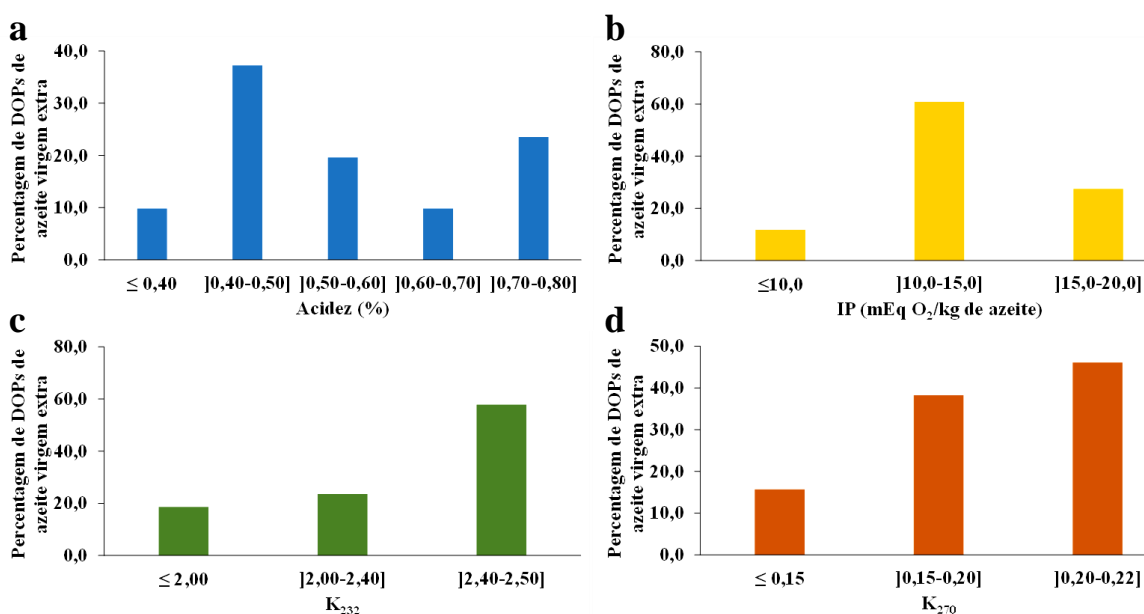 a
Percentagem de DOPs de
azeite virgem extra
40,0
30,0
20,0
10,0
0,0
≤ 0,40
]0,40-0,50]
]0,50-0,60]
]0,60-0,70]
]0,70-0,80]
Acidez (%)
b
Percentagem de DOPs de
azeite virgem extra
80,0
60,0
40,0
20,0
0,0
≤10,0
]10,0-15,0]
]15,0-20,0]
IP (mEq O₂/kg de azeite)
c
Percentagem de DOPs de
azeite virgem extra
80,0
60,0
40,0
20,0
0,0
≤ 2,00
]2,00-2,40]
]2,40-2,50]
K₂₃₂
d
Percentagem de DOPs de
azeite virgem extra
50,0
40,0
30,0
20,0
10,0
0,0
≤ 0,15
]0,15-0,20]
]0,20-0,22]
K₂₇₀